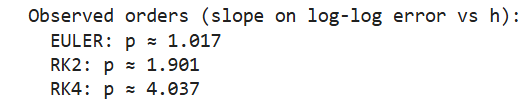 Observed orders (slope on log-log error vs h):
  EULER: p ≈ 1.017
  RK2: p ≈ 1.901
  RK4: p ≈ 4.037